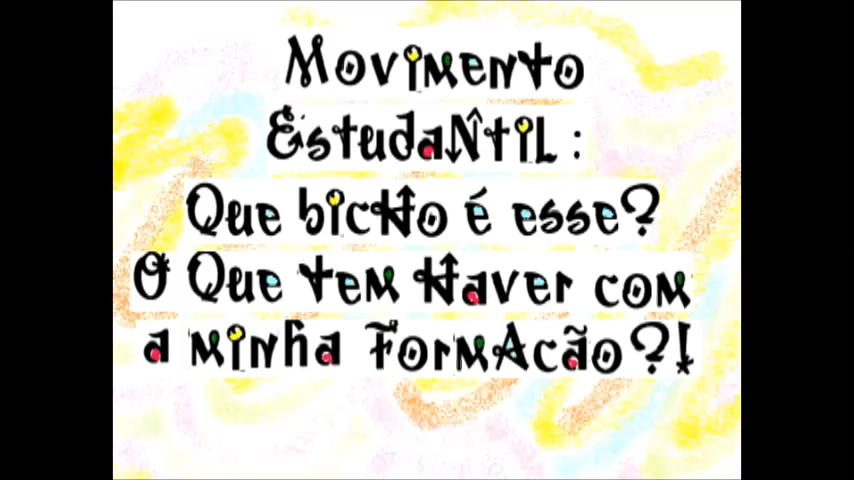 Movimento
Estudantil:
Que bicho é esse?
O Que tem haver com
a minha Formacão?!